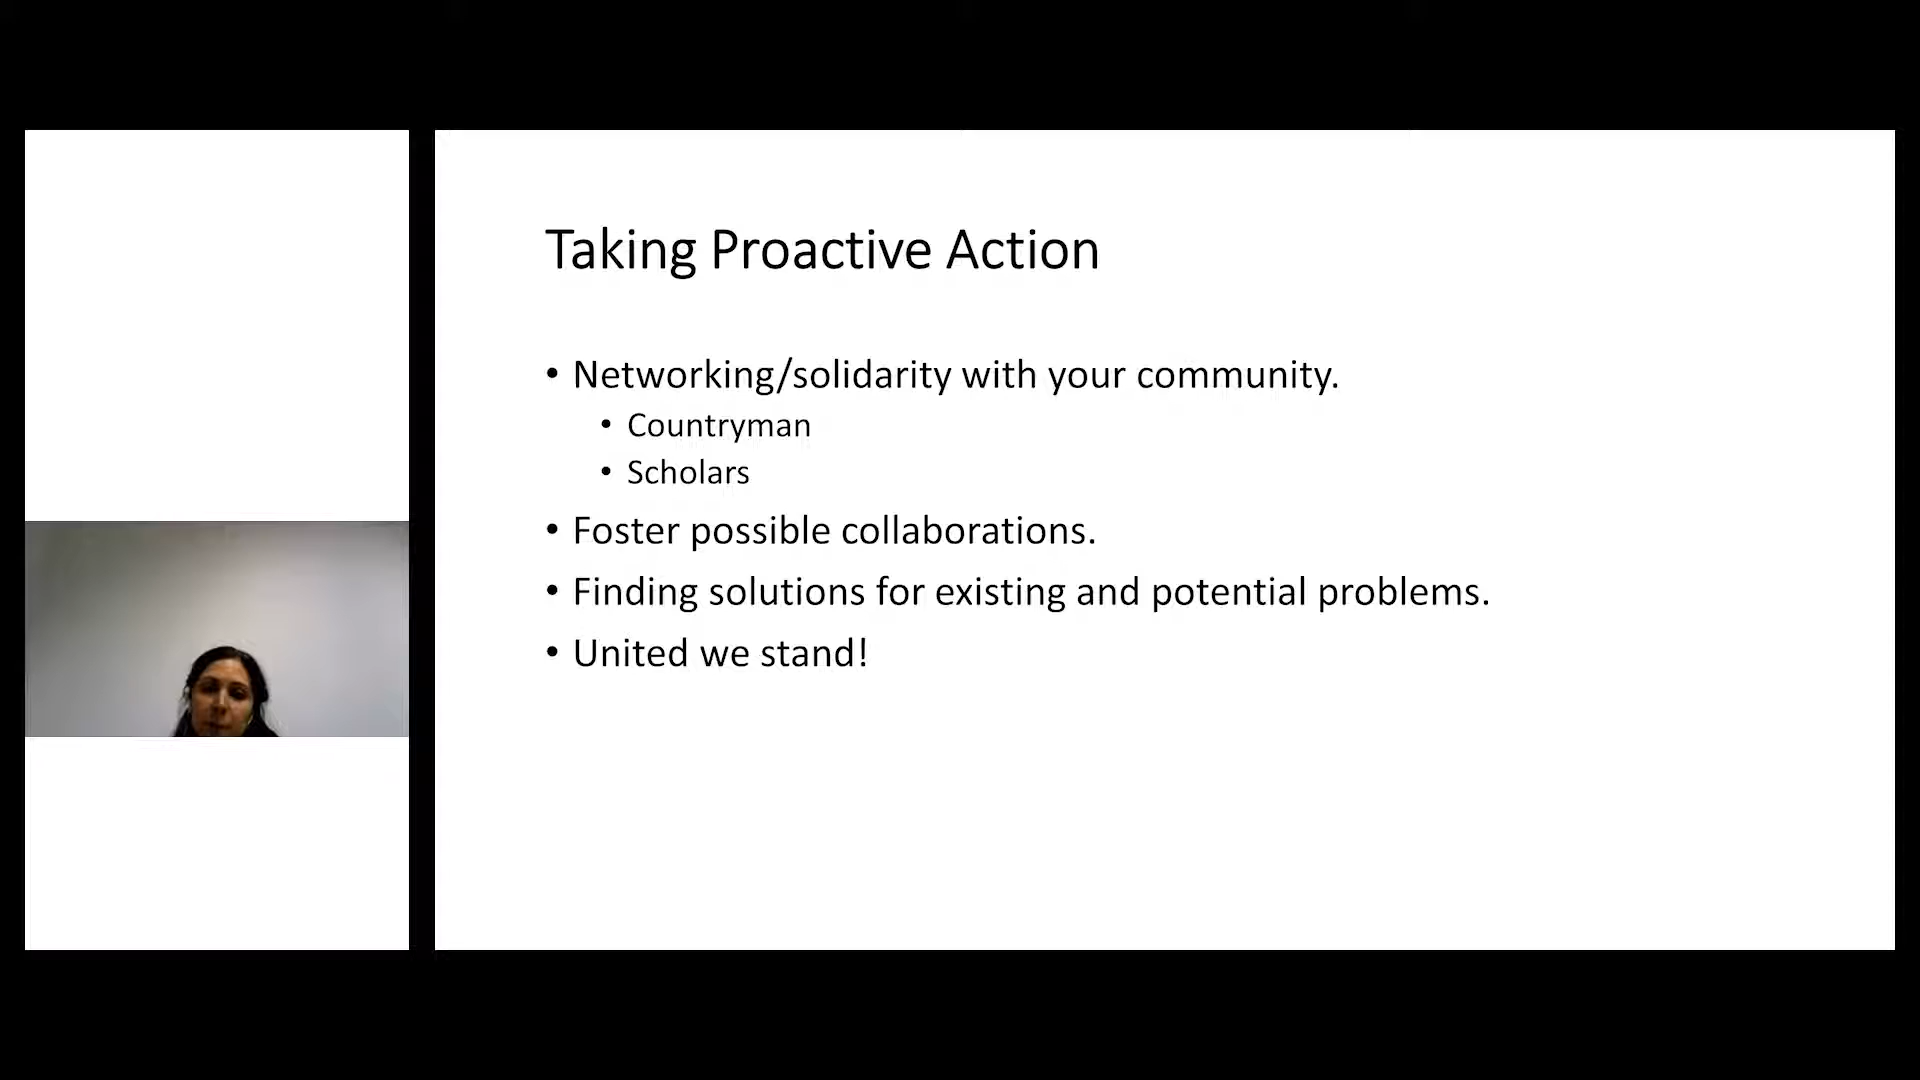 Taking Proactive Action
• Networking/solidarity with your community.
• Countryman
• Scholars
• Foster possible collaborations.
• Finding solutions for existing and potential problems.
• United we stand!